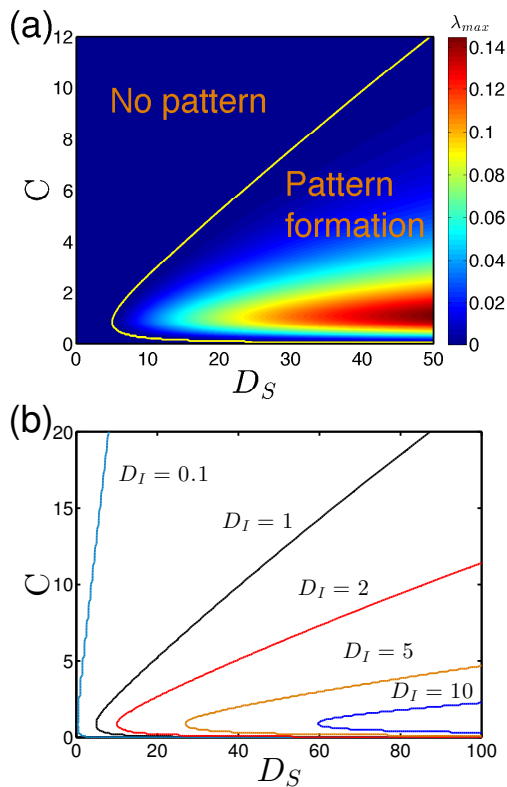 (a)
λmax
12
10
8
6
4
2
0
C
No pattern
Pattern
formation
0.14
0.12
0.1
0.08
0.06
0.04
0.02
0
0 10 20 30 40 50
D_S
(b)
20
15
10
5
0
C
D_I = 0.1
D_I = 1
D_I = 2
D_I = 5
D_I = 10
0 20 40 60 80 100
D_S